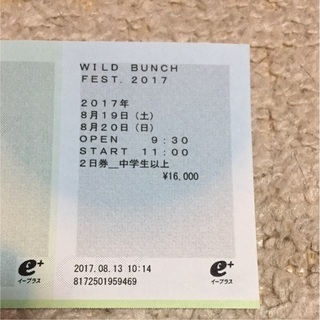 WILD BUNCH
FEST. 2017
2017年
8月19日（土）
8月20日（日）
OPEN 9:30
START 11:00
2日券__中学生以上
¥16,000
e+
イープラス
2017.08.13 10:14
8172501959469
e+
イープラス